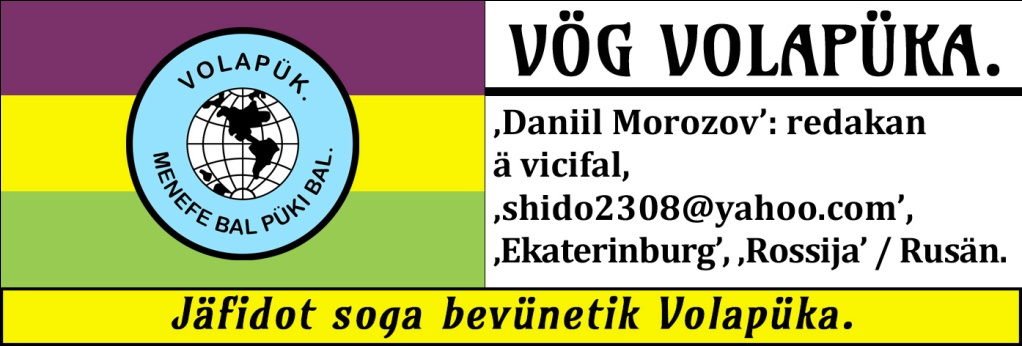 VOLAPÜK.
MENEFE BAL PÜKI BAL.
VÖG VOLAPÜKA.
‚Daniil Morozov’: redakan
ä vicifal,
‚shido2308@yahoo.com’,
‚Ekaterinburg’, ‚Rossija’ / Rusän.
Jäfidot soga bevünetik Volapüka.